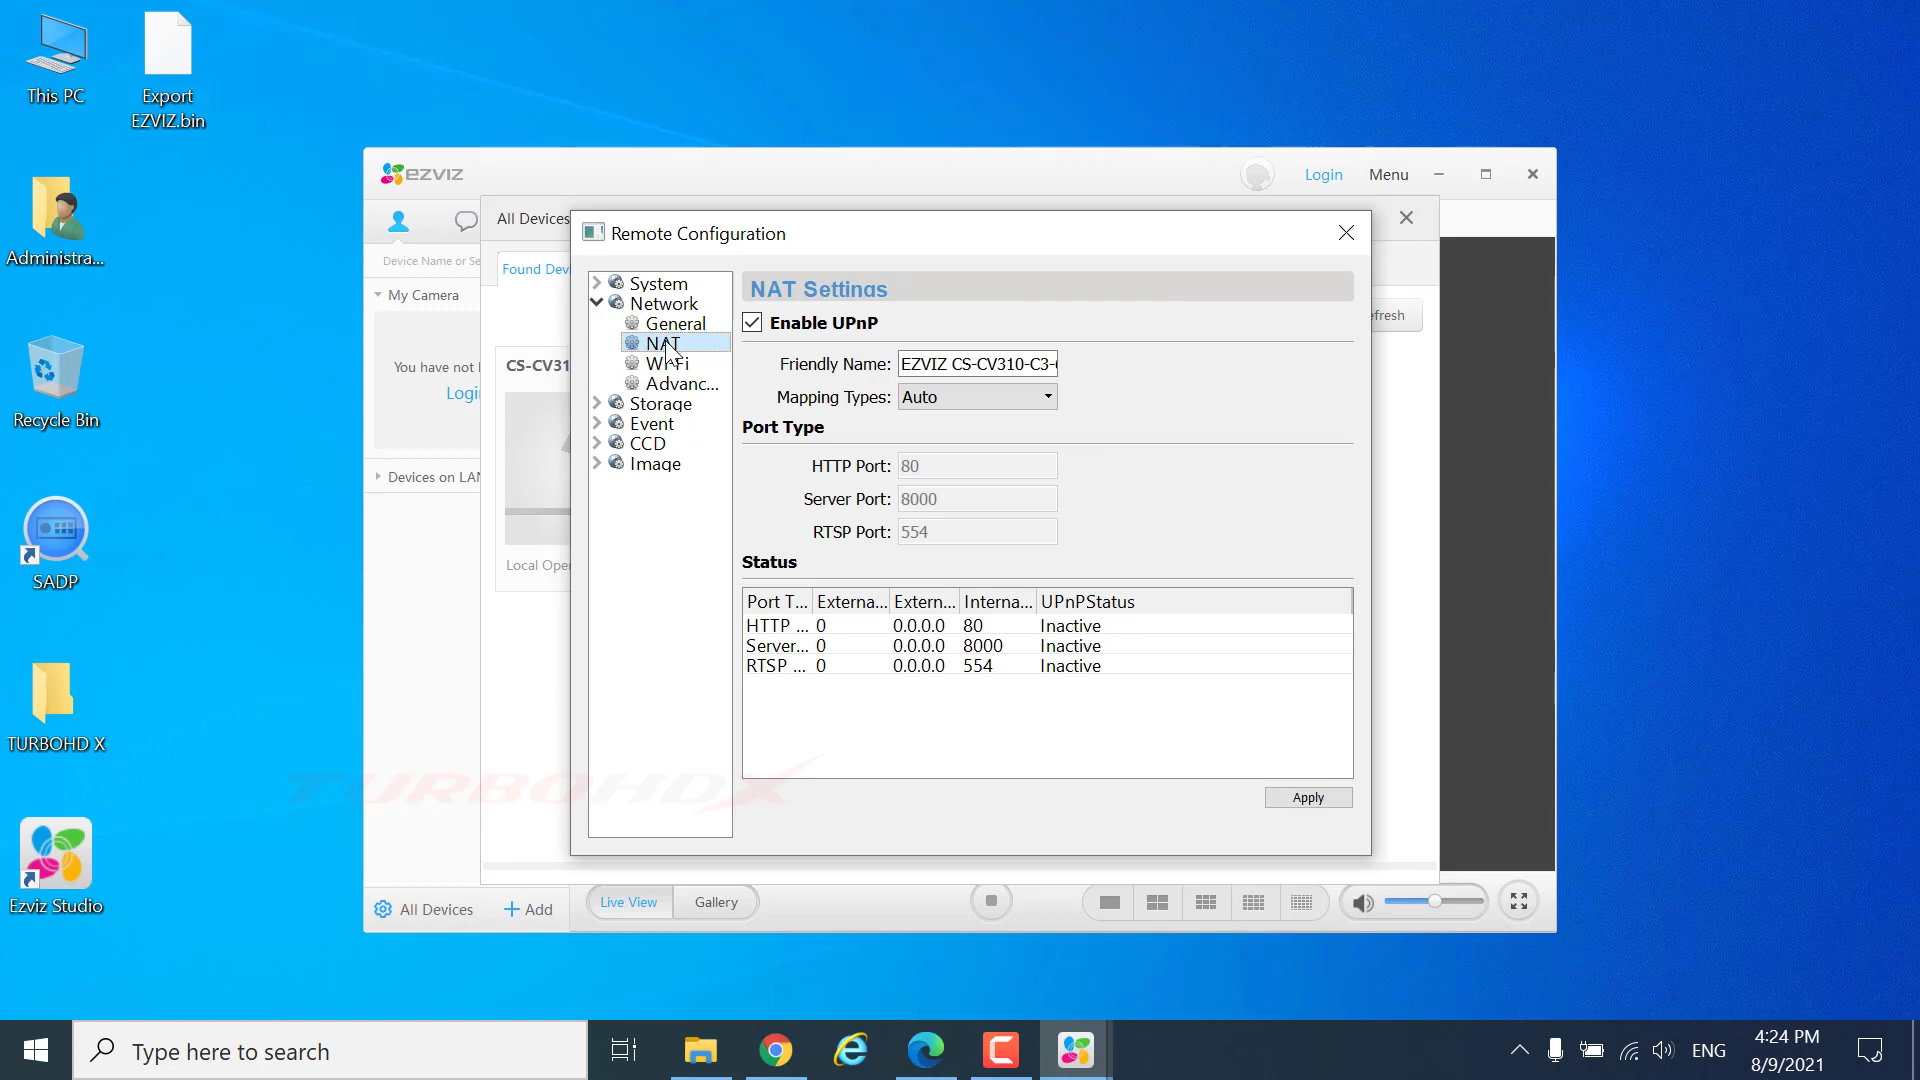 This PC
Export
EZVIZ.bin
Administra...
Recycle Bin
SADP
TURBOHD X
Ezviz Studio
ezviz
Login
Menu
All Devices
Device Name or Se
Found Dev
My Camera
You have not
Logi
Devices on LAN
CS-CV31
Local Oper
efresh
Remote Configuration
System
Network
General
NAT
Wi-Fi
Advanc...
Storage
Event
CCD
Image
NAT Settings
Enable UPnP
Friendly Name: EZVIZ CS-CV310-C3-
Mapping Types: Auto
Port Type
HTTP Port: 80
Server Port: 8000
RTSP Port: 554
Status
Port T... Externa... Extern... Interna... UPnPStatus
HTTP ... 0 0.0.0.0 80 Inactive
Server... 0 0.0.0.0 8000 Inactive
RTSP ... 0 0.0.0.0 554 Inactive
TURBOHDX
Apply
All Devices
Add
Live View
Gallery
Type here to search
ENG
4:24 PM
8/9/2021